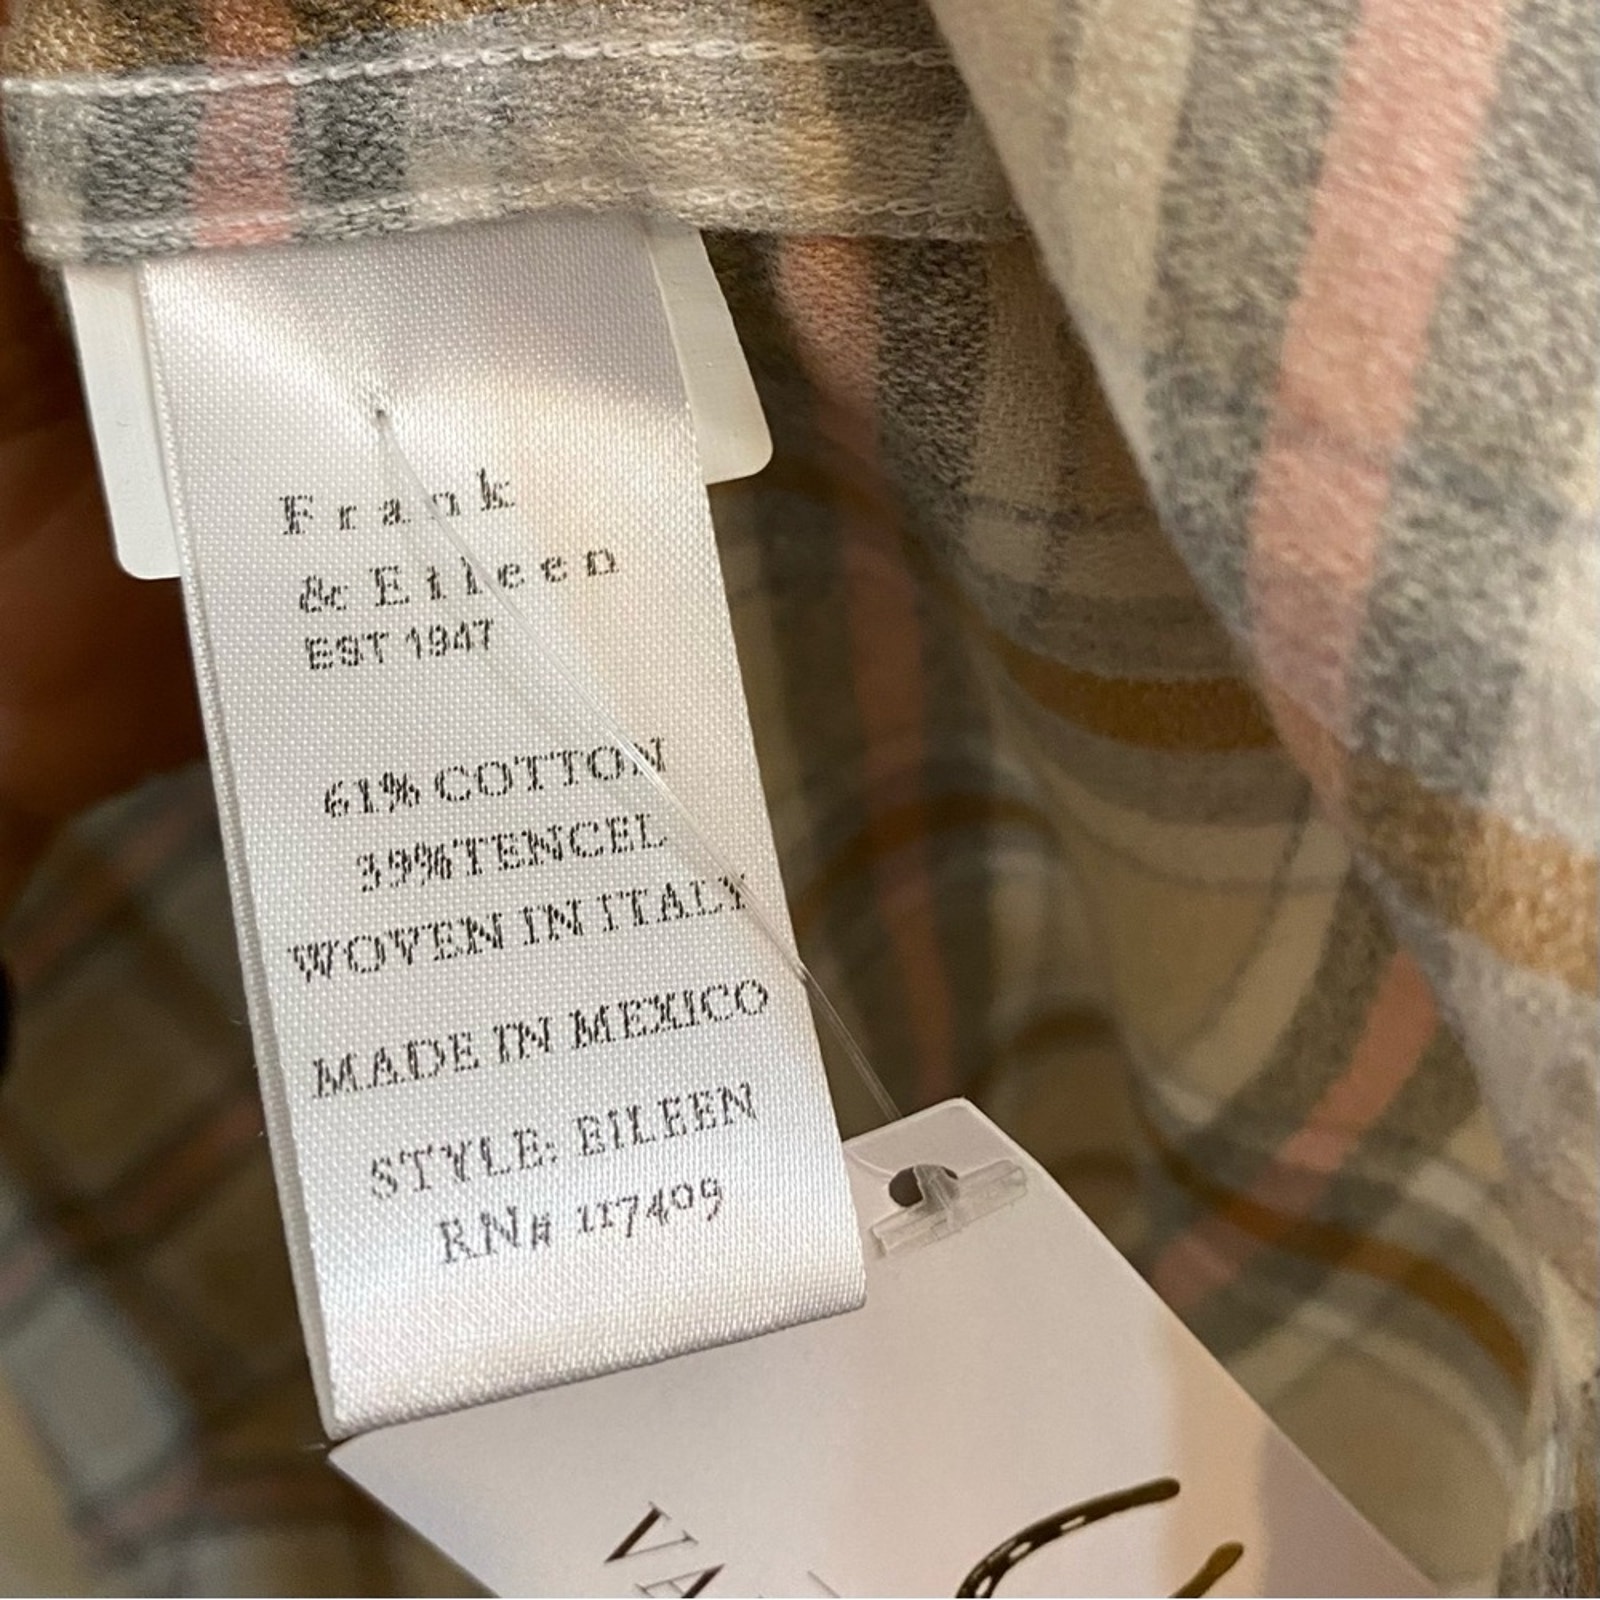 Frank
& Eileen
EST 1947
61% COTTON
39% TENCEL
WOVEN IN ITALY
MADE IN MEXICO
STYLE: EILEEN
RN# 117409